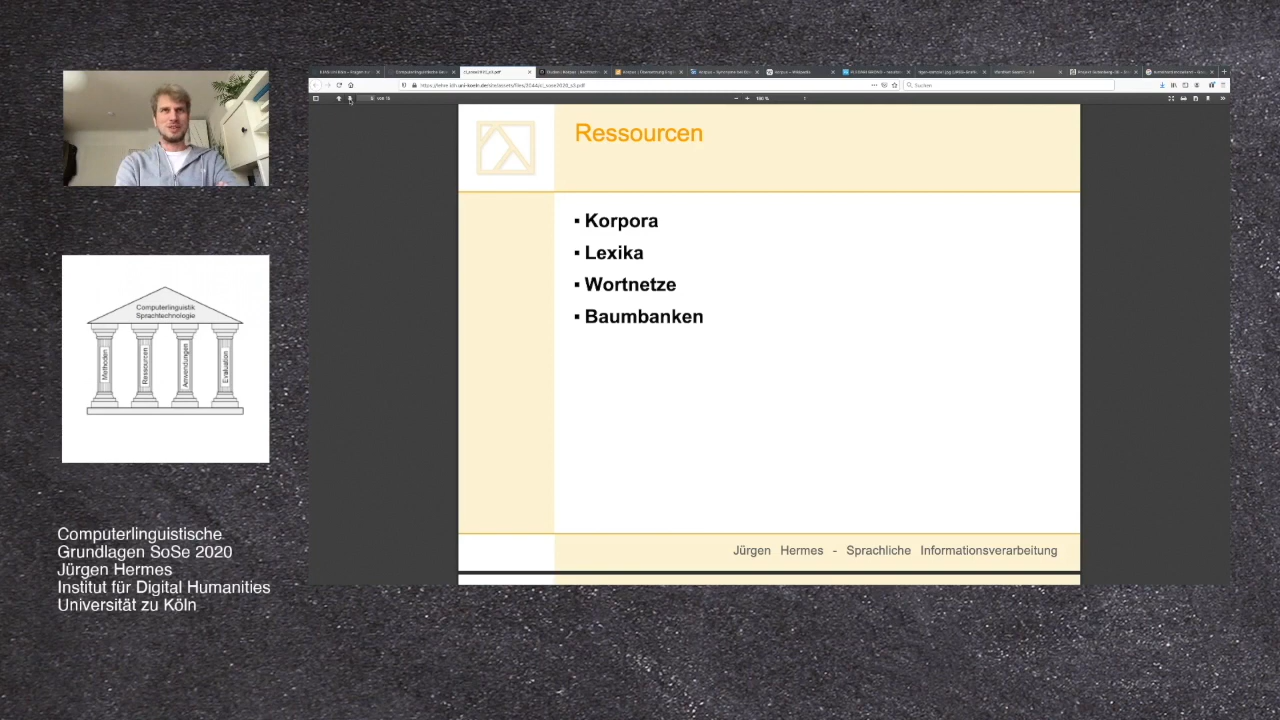 Ressourcen
▪ Korpora
▪ Lexika
▪ Wortnetze
▪ Baumbanken
Jürgen Hermes - Sprachliche Informationsverarbeitung
Computerlinguistik
Sprachtechnologie
Methoden
Ressourcen
Anwendungen
Evaluation
Computerlinguistische
Grundlagen SoSe 2020
Jürgen Hermes
Institut für Digital Humanities
Universität zu Köln
Suchen